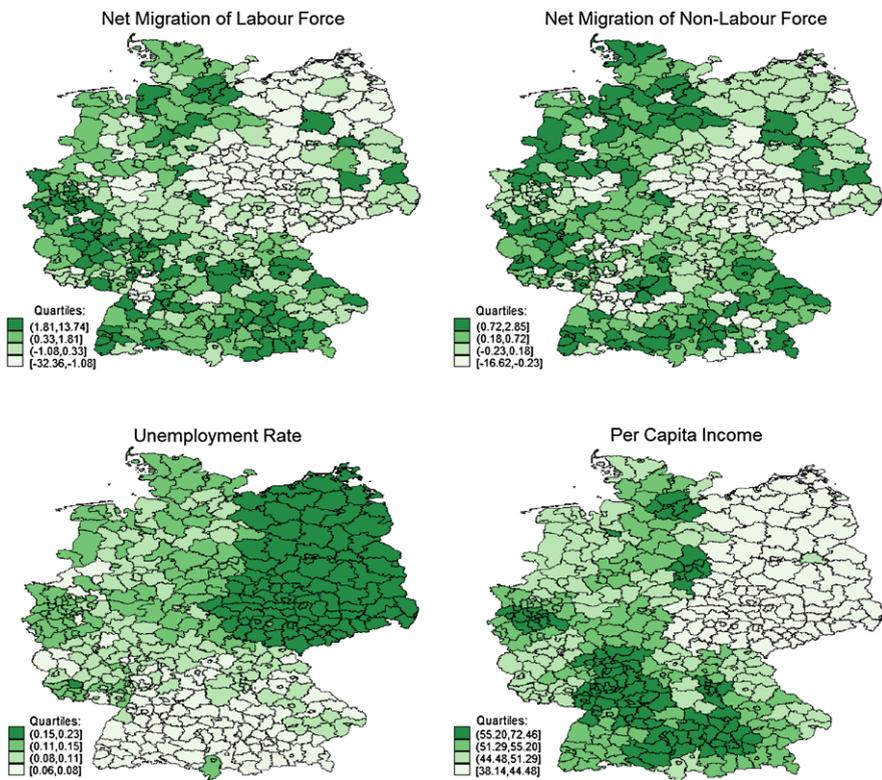 Net Migration of Labour Force
Net Migration of Non-Labour Force
Quartiles:
(1.81,13.74]
(0.33,1.81]
(-1.08,0.33]
[-32.36,-1.08]
Quartiles:
(0.72,2.85]
(0.18,0.72]
(-0.23,0.18]
[-16.62,-0.23]
Unemployment Rate
Per Capita Income
Quartiles:
(0.15,0.23]
(0.11,0.15]
(0.08,0.11]
[0.06,0.08]
Quartiles:
(55.20,72.46]
(51.29,55.20]
(44.48,51.29]
[38.14,44.48]